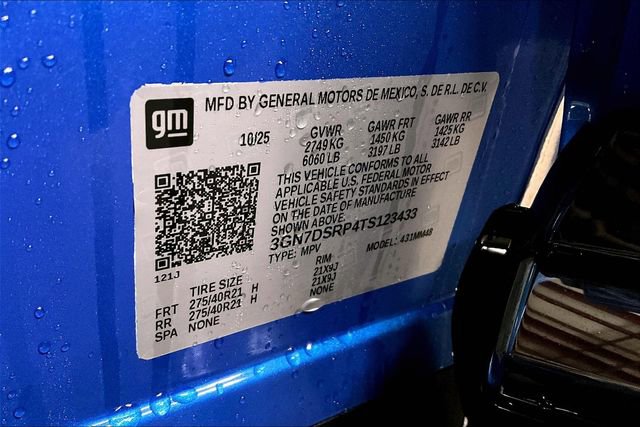 gm
MFD BY GENERAL MOTORS DE MEXICO, S. DE R.L. DE C.V.
10/25 GVWR GAWR FRT GAWR RR
2749 KG 1450 KG 1425 KG
6060 LB 3197 LB 3142 LB
THIS VEHICLE CONFORMS TO ALL
APPLICABLE U.S. FEDERAL MOTOR
VEHICLE SAFETY STANDARDS IN EFFECT
ON THE DATE OF MANUFACTURE
SHOWN ABOVE.
3GN7DSRP4TS123433
TYPE: MPV MODEL: 431MM48
121J
TIRE SIZE RIM
FRT 275/40R21 H 21X9J
RR 275/40R21 H 21X9J
SPA NONE NONE